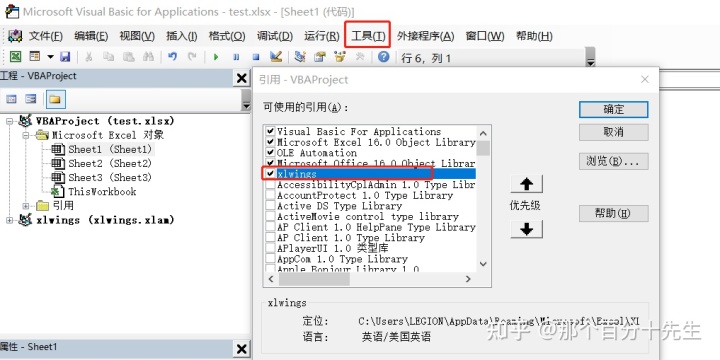 Microsoft Visual Basic for Applications - test.xlsx - [Sheet1 (代码)]
文件(F) 编辑(E) 视图(V) 插入(I) 格式(O) 调试(D) 运行(R) 工具(T) 外接程序(A) 窗口(W) 帮助(H)
行 6, 列 1
工程 - VBAProject
VBAProject (test.xlsx)
Microsoft Excel 对象
Sheet1 (Sheet1)
Sheet2 (Sheet2)
Sheet3 (Sheet3)
ThisWorkbook
引用
xlwings (xlwings.xlam)
属性 - Sheet1
引用 - VBAProject
可使用的引用(A):
Visual Basic For Applications
Microsoft Excel 16.0 Object Library
OLE Automation
Microsoft Office 16.0 Object Librar
xlwings
AccessibilityCplAdmin 1.0 Type Libr
AccountProtect 1.0 Type Library
Active DS Type Library
ActiveMovie control type library
AP Client 1.0 HelpPane Type Library
AP Client 1.0 Type Library
APlayerUI 1.0 类型库
AppCom 1.0 Type Library
Apple Bonjour Library 1.0
优先级
确定
取消
浏览(B)...
帮助(H)
xlwings
定位: C:\Users\LEGION\AppData\Roaming\Microsoft\Excel\XL
语言: 英语/美国英语
知乎 @那个百分十先生